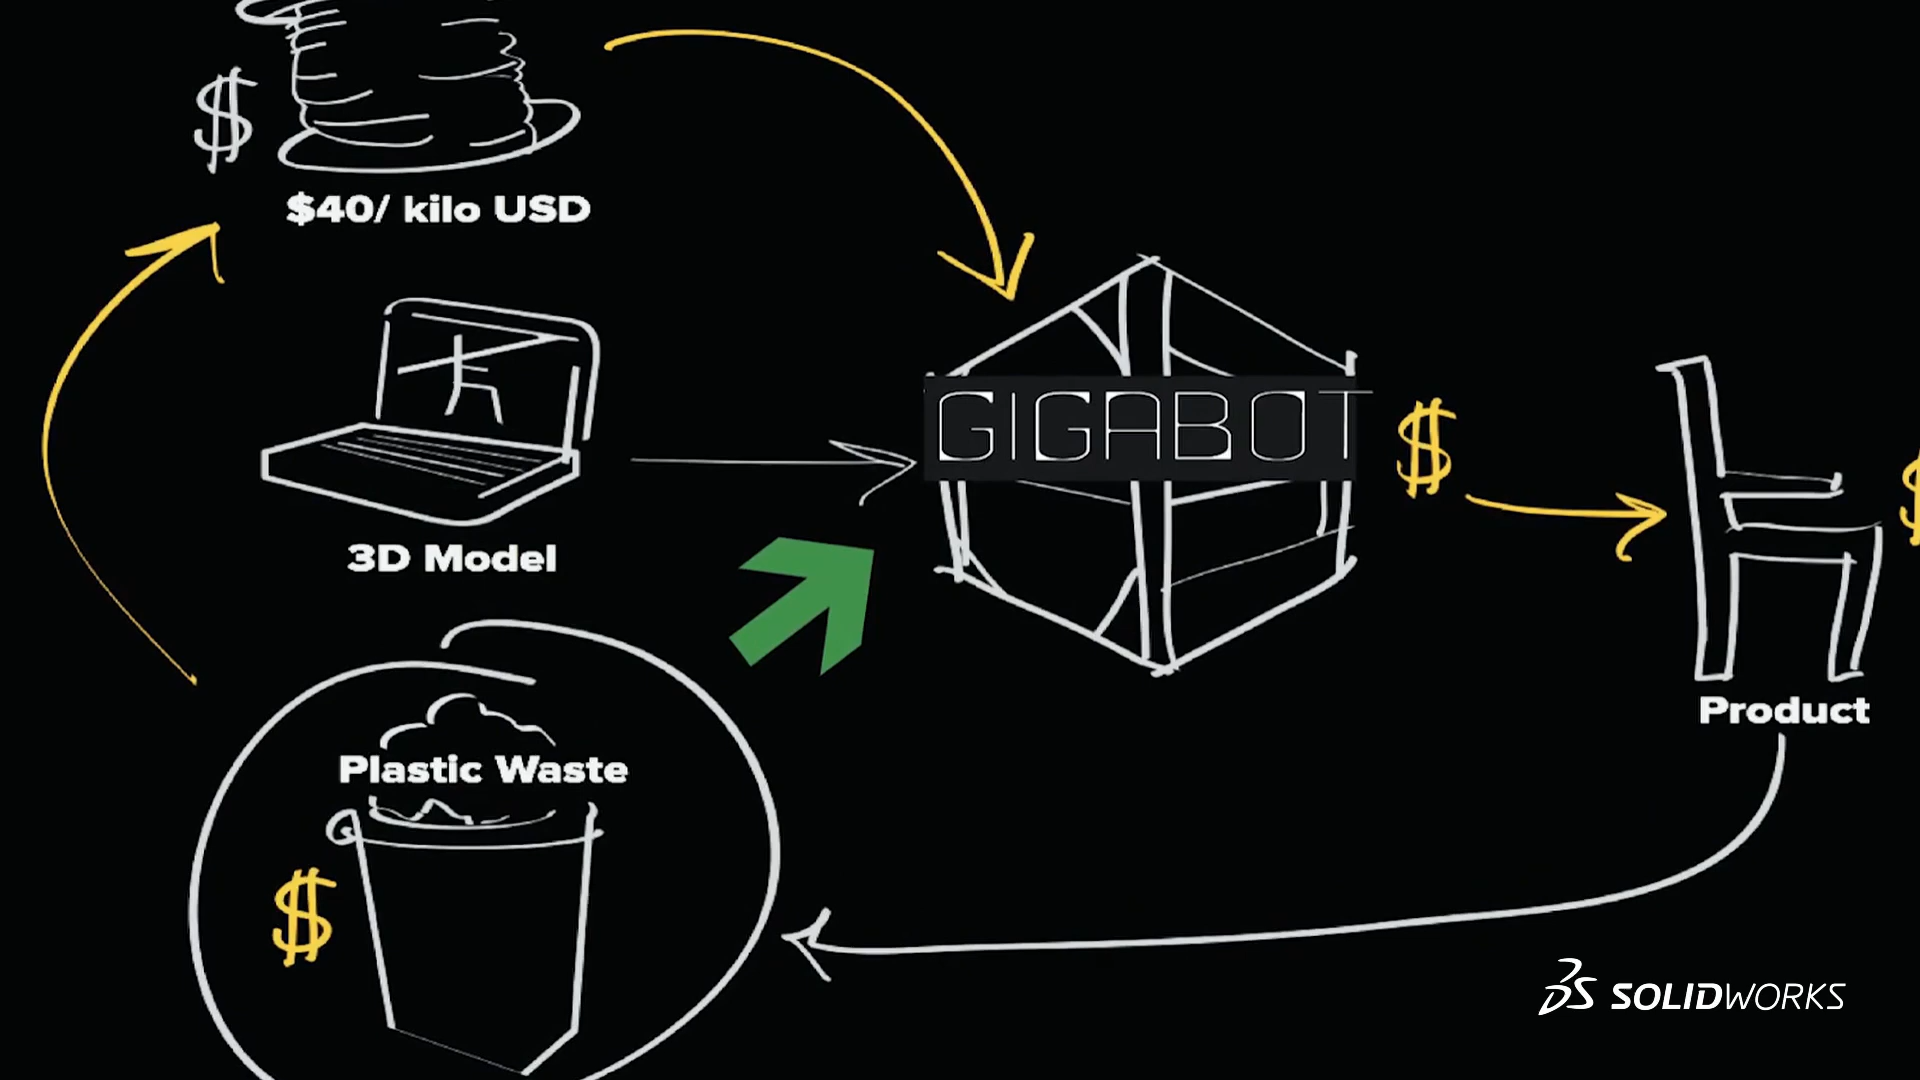 $
$40/ kilo USD
3D Model
GIGABOT
$
$
Product
Plastic Waste
$
SOLIDWORKS